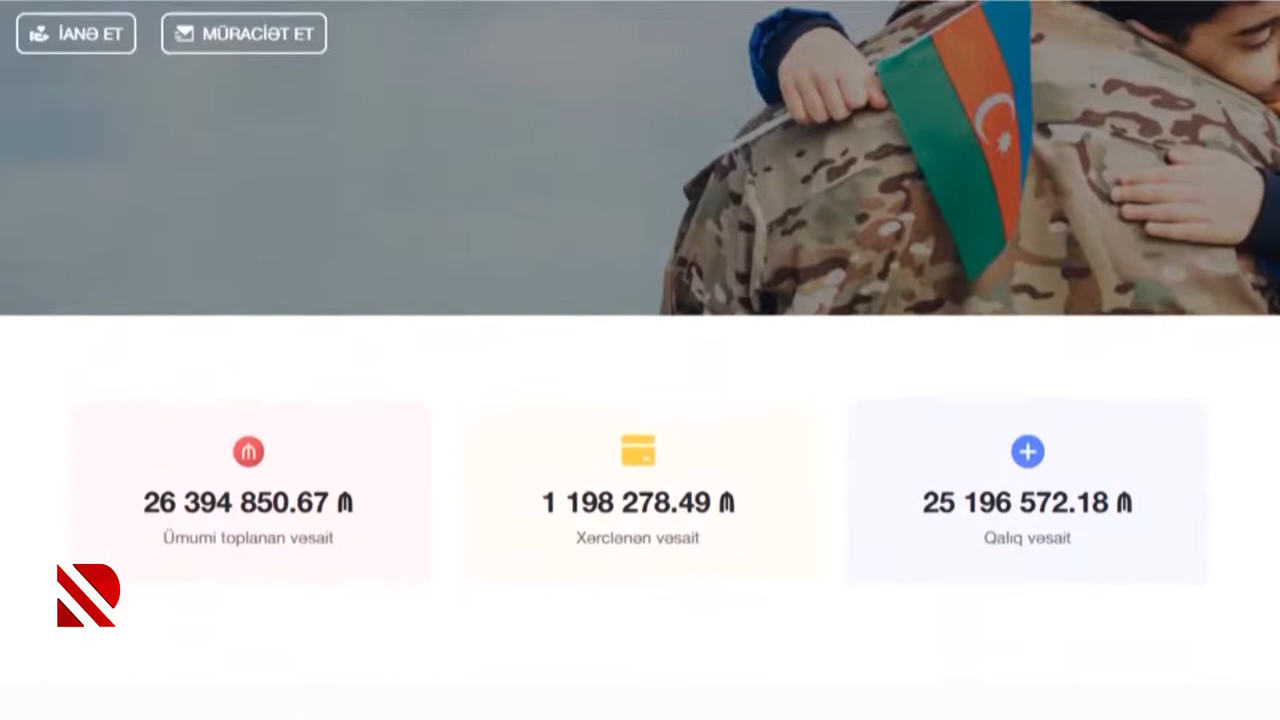 İANƏ ET
MÜRACİƏT ET
26 394 850.67 ₼
Ümumi toplanan vəsait
1 198 278.49 ₼
Xərclənən vəsait
25 196 572.18 ₼
Qalıq vəsait